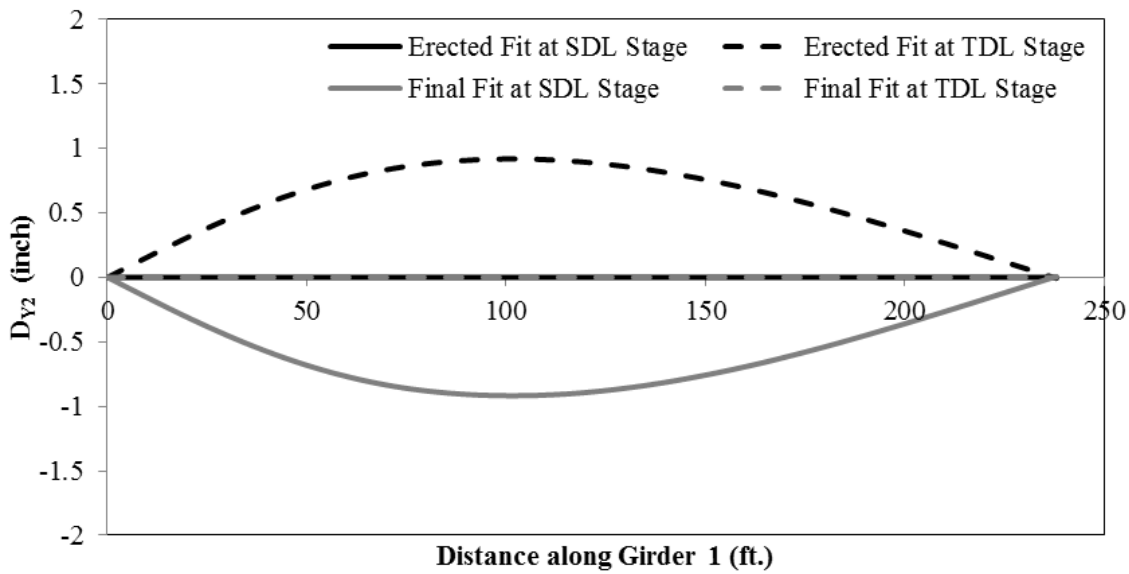 2
Erected Fit at SDL Stage Erected Fit at TDL Stage
1.5
Final Fit at SDL Stage Final Fit at TDL Stage
1
0.5
0
0 50 100 150 200 250
-0.5
-1
-1.5
-2
DY2 (inch)
Distance along Girder 1 (ft.)